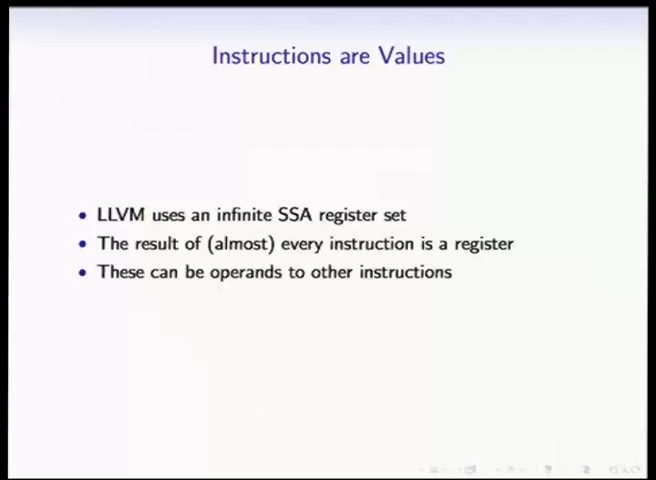 Instructions are Values
• LLVM uses an infinite SSA register set
• The result of (almost) every instruction is a register
• These can be operands to other instructions